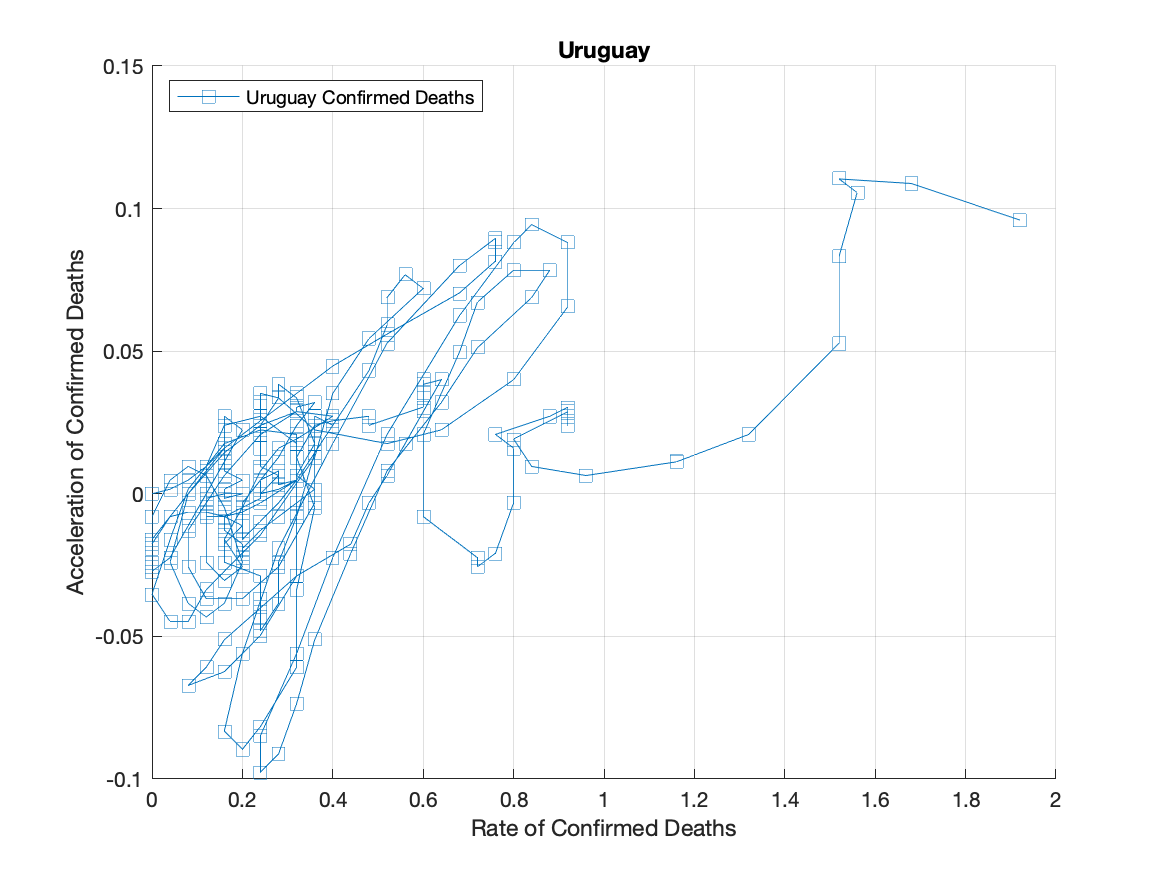 Uruguay
0.15
Uruguay Confirmed Deaths
0.1
0.05
0
-0.05
-0.1
Acceleration of Confirmed Deaths
0 0.2 0.4 0.6 0.8 1 1.2 1.4 1.6 1.8 2
Rate of Confirmed Deaths